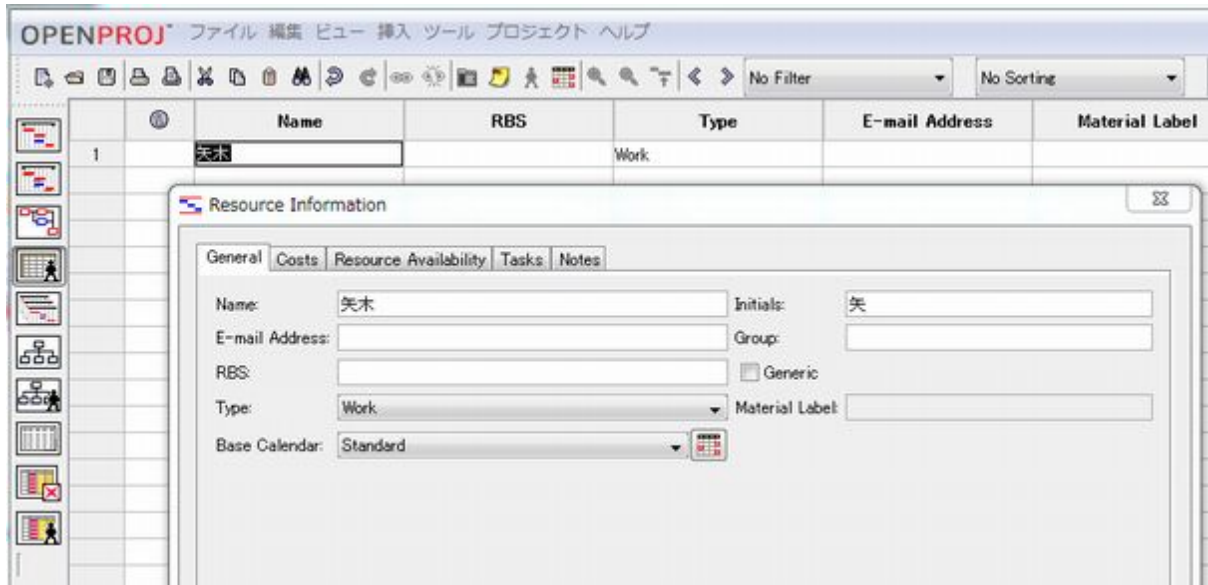 OPENPROJ™ ファイル 編集 ビュー 挿入 ツール プロジェクト ヘルプ
No Filter No Sorting
Name RBS Type E-mail Address Material Label
1 矢木 Work
Resource Information
General Costs Resource Availability Tasks Notes
Name: 矢木 Initials: 矢
E-mail Address: Group:
RBS: Generic
Type: Work Material Label:
Base Calendar: Standard